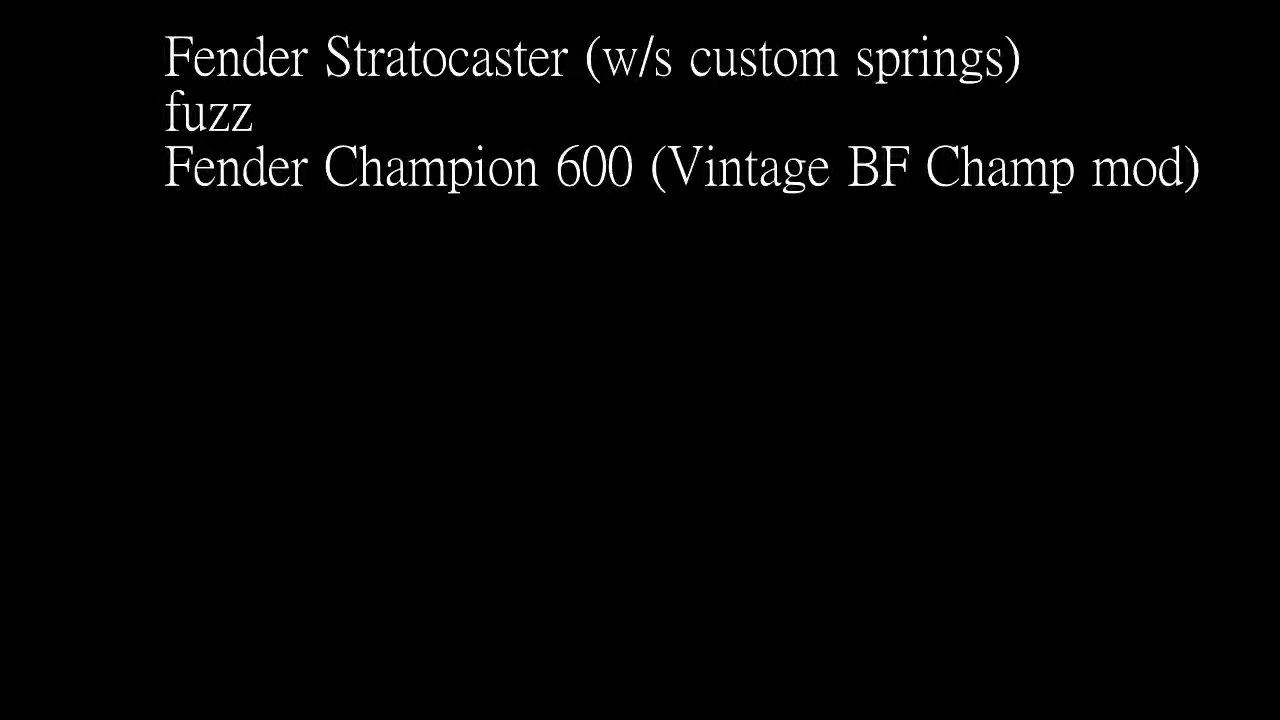 Fender Stratocaster (w/s custom springs)
fuzz
Fender Champion 600 (Vintage BF Champ mod)